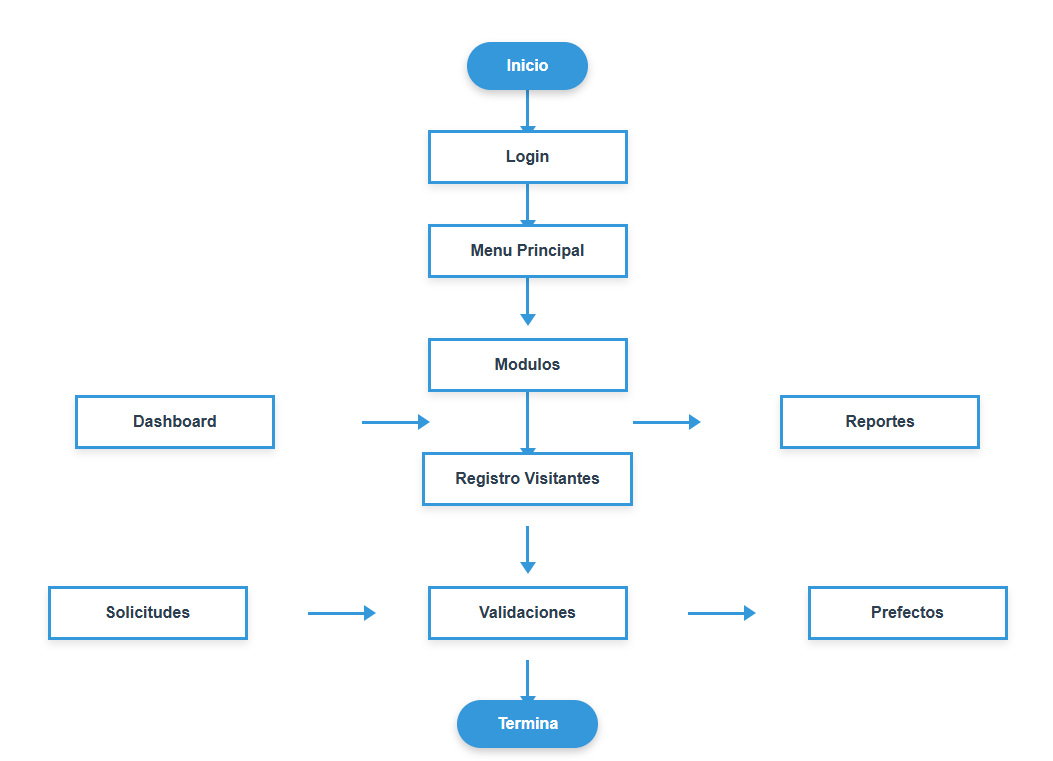 Inicio
Login
Menu Principal
Modulos
Dashboard
Reportes
Registro Visitantes
Solicitudes
Validaciones
Prefectos
Termina